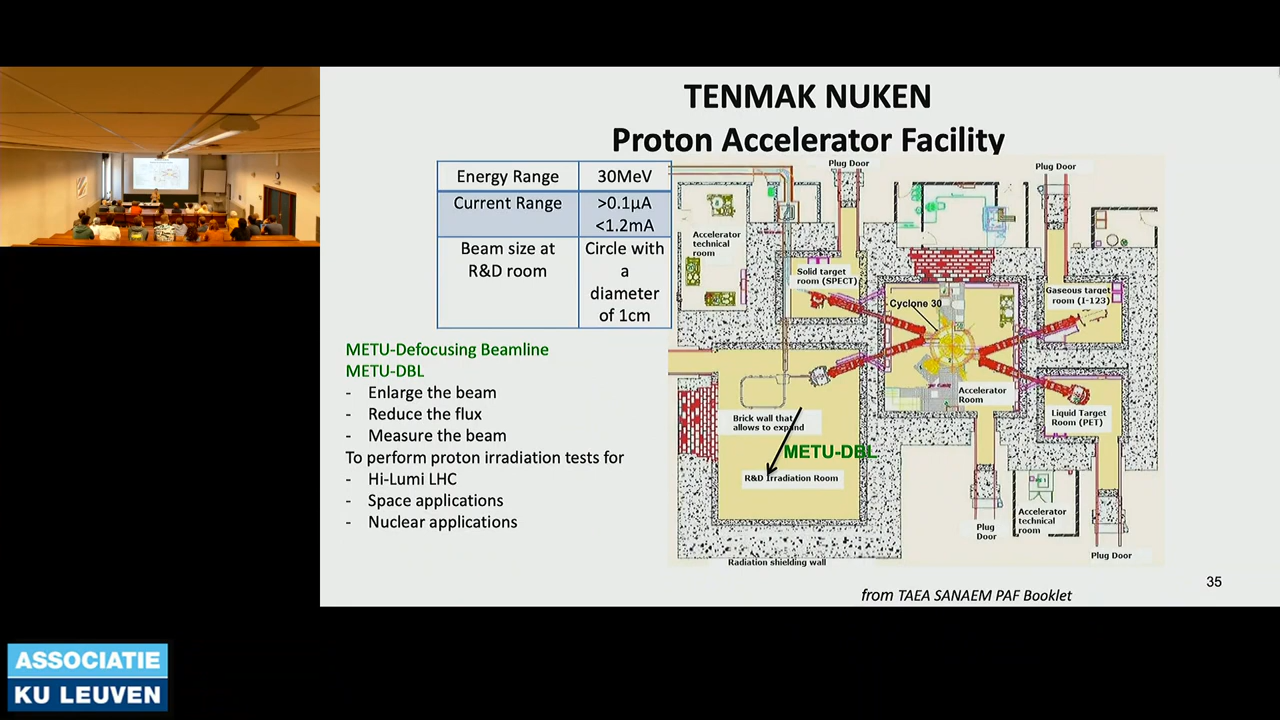 TENMAK NUKEN
Proton Accelerator Facility
Energy Range
30MeV
Current Range
>0.1μA
<1.2mA
Beam size at
R&D room
Circle with
a
diameter
of 1cm
METU-Defocusing Beamline
METU-DBL
- Enlarge the beam
- Reduce the flux
- Measure the beam
To perform proton irradiation tests for
- Hi-Lumi LHC
- Space applications
- Nuclear applications
Plug Door
Plug Door
Accelerator
technical
room
Solid target
room (SPECT)
Cyclone 30
Gaseous target
room (I-123)
Accelerator
Room
Liquid Target
Room (PET)
Brick wall that
allows to expand
METU-DBL
R&D Irradiation Room
Plug
Door
Accelerator
technical
room
Plug Door
Radiation shielding wall
35
from TAEA SANAEM PAF Booklet
ASSOCIATIE
KU LEUVEN